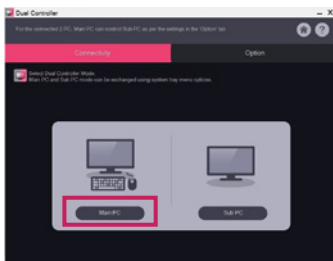 Dual Controller
For the connected 2 PC, Main PC can control Sub PC as per the settings in the 'Option' tab
Connectivity
Option
Select Dual Controller Mode.
Main PC and Sub PC mode can be exchanged using system tray menu options.
Main PC
Sub PC